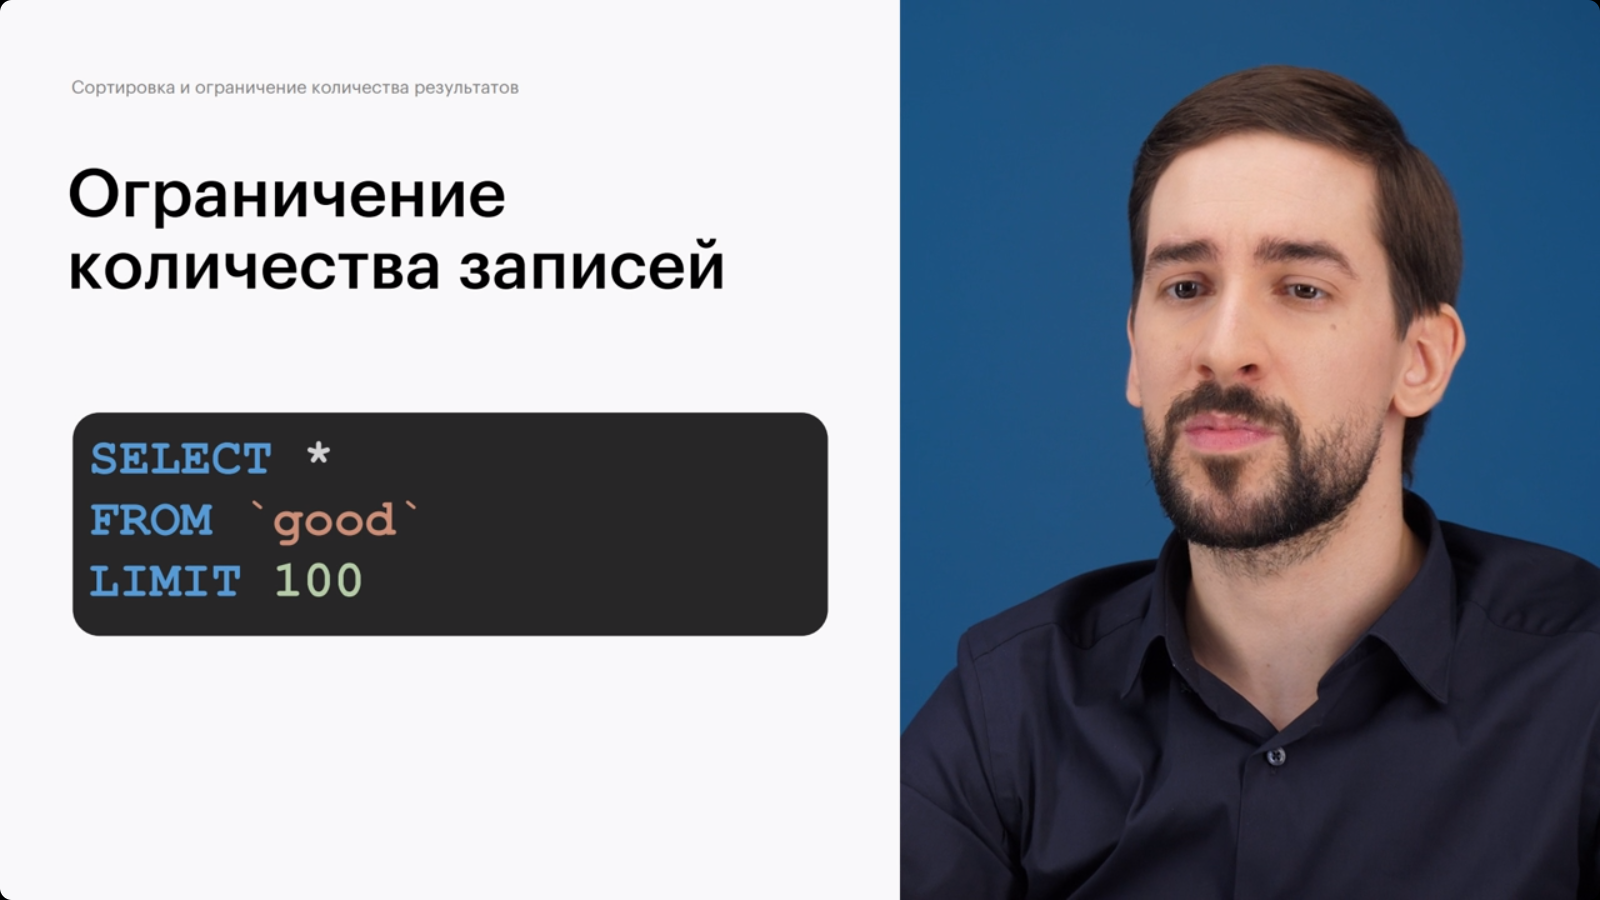 Сортировка и ограничение количества результатов
Ограничение
количества записей
SELECT *
FROM `good`
LIMIT 100